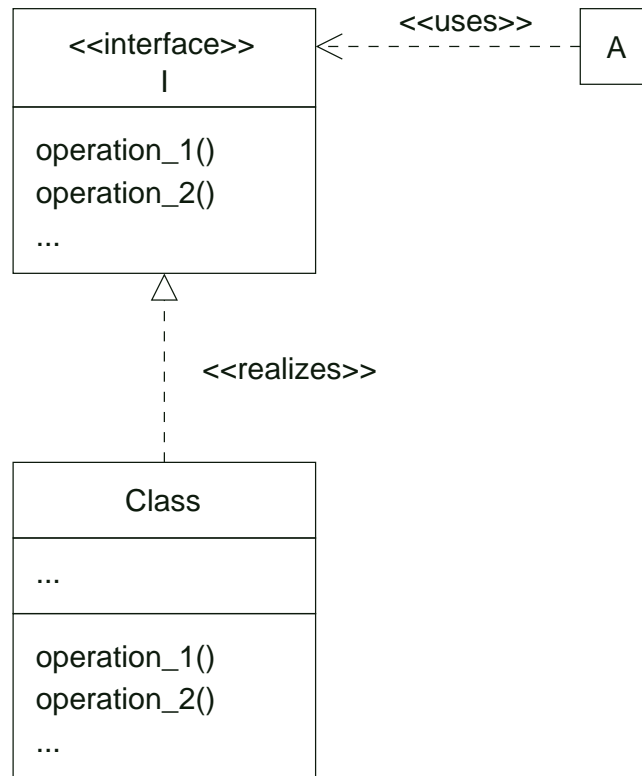 <<interface>>
I
operation_1()
operation_2()
...
<<uses>>
A
<<realizes>>
Class
...
operation_1()
operation_2()
...